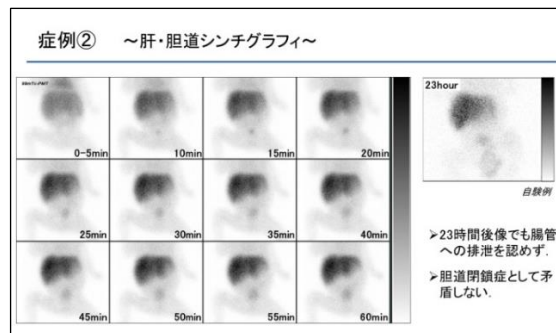 症例② ～肝・胆道シンチグラフィ～
0-5min
10min
15min
20min
25min
30min
35min
40min
45min
50min
55min
60min
23hour
自験例
➢23時間後像でも腸管
への排泄を認めず.
➢胆道閉鎖症として矛
盾しない.